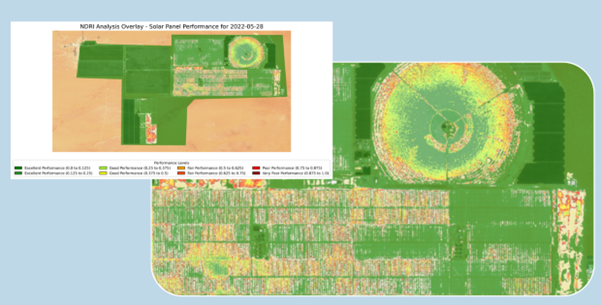 NDRI Analysis Overlay - Solar Panel Performance for 2022-05-28
Performance Levels
Excellent Performance (0.0 to 0.125) Good Performance (0.25 to 0.375) Fair Performance (0.5 to 0.625) Poor Performance (0.75 to 0.875)
Excellent Performance (0.125 to 0.25) Good Performance (0.375 to 0.5) Fair Performance (0.625 to 0.75) Very Poor Performance (0.875 to 1.0)